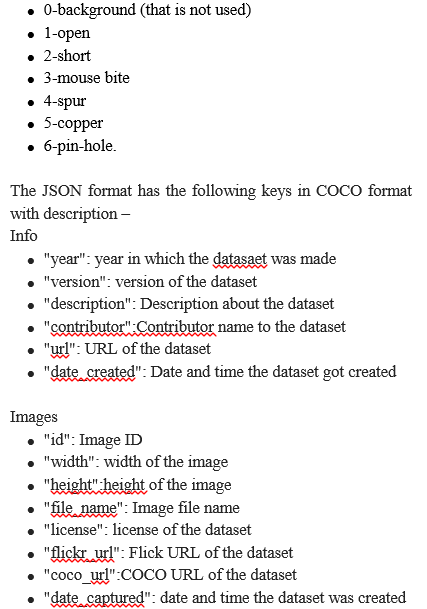 • 0-background (that is not used)
• 1-open
• 2-short
• 3-mouse bite
• 4-spur
• 5-copper
• 6-pin-hole.
The JSON format has the following keys in COCO format
with description –
Info
• "year": year in which the datasaet was made
• "version": version of the dataset
• "description": Description about the dataset
• "contributor":Contributor name to the dataset
• "url": URL of the dataset
• "date_created": Date and time the dataset got created
Images
• "id": Image ID
• "width": width of the image
• "height":height of the image
• "file_name": Image file name
• "license": license of the dataset
• "flickr_url": Flick URL of the dataset
• "coco_url":COCO URL of the dataset
• "date_captured": date and time the dataset was created